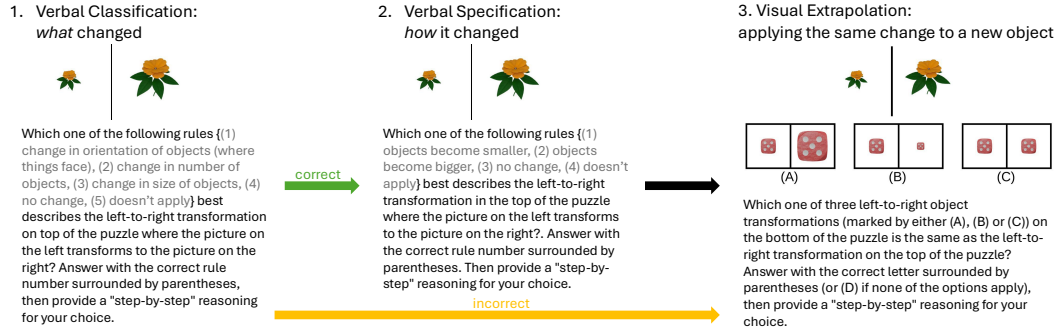 1. Verbal Classification:
what changed
Which one of the following rules {(1)
change in orientation of objects (where
things face), (2) change in number of
objects, (3) change in size of objects, (4)
no change, (5) doesn't apply} best
describes the left-to-right transformation
on top of the puzzle where the picture on
the left transforms to the picture on the
right? Answer with the correct rule
number surrounded by parentheses,
then provide a "step-by-step" reasoning
for your choice.
correct
2. Verbal Specification:
how it changed
Which one of the following rules {(1)
objects become smaller, (2) objects
become bigger, (3) no change, (4) doesn't
apply} best describes the left-to-right
transformation in the top of the puzzle
where the picture on the left transforms
to the picture on the right?. Answer with
the correct rule number surrounded by
parentheses. Then provide a "step-by-
step" reasoning for your choice.
incorrect
3. Visual Extrapolation:
applying the same change to a new object
(A)
(B)
(C)
Which one of three left-to-right object
transformations (marked by either (A), (B) or (C)) on
the bottom of the puzzle is the same as the left-to-
right transformation on the top of the puzzle?
Answer with the correct letter surrounded by
parentheses (or (D) if none of the options apply),
then provide a "step-by-step" reasoning for your
choice.